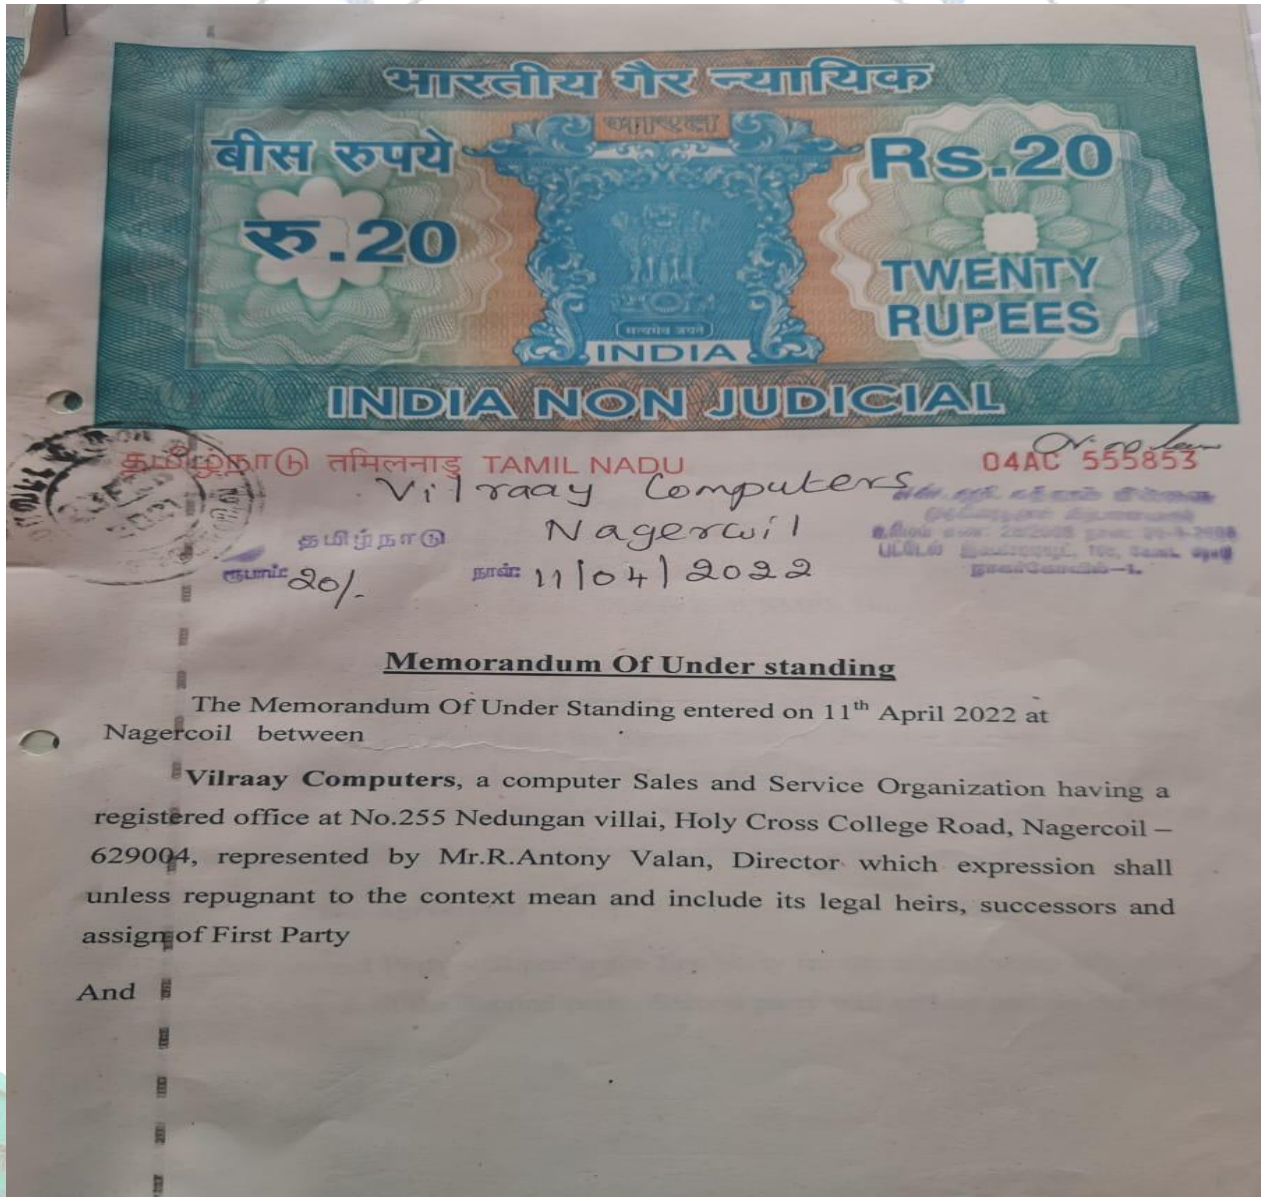 भारतीय गैर न्यायिक
भारत
बीस रुपये
Rs.20
रु.20
TWENTY
RUPEES
सत्यमेव जयते
INDIA
INDIA NON JUDICIAL
தமிழ்நாடு तमिलनाडु TAMIL NADU
04AC 555853
Vilraay Computers
Nagercoil
தமிழ்நாடு
ரூபாய்: 20/-
நாள்: 11/04/2022
நாகர்கோவில்-1.
Memorandum Of Under standing
The Memorandum Of Under Standing entered on 11th April 2022 at
Nagercoil between
Vilraay Computers, a computer Sales and Service Organization having a
registered office at No.255 Nedungan villai, Holy Cross College Road, Nagercoil –
629004, represented by Mr.R.Antony Valan, Director which expression shall
unless repugnant to the context mean and include its legal heirs, successors and
assign of First Party
And